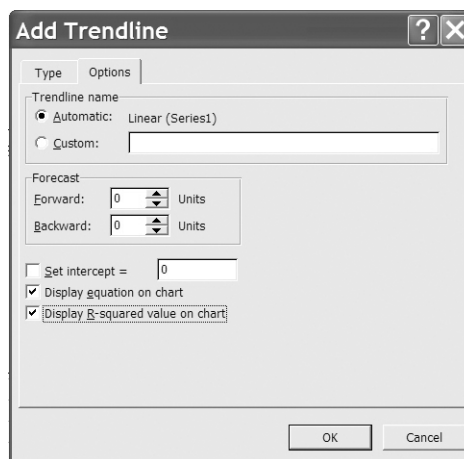 Add Trendline
Type Options
Trendline name
Automatic: Linear (Series1)
Custom:
Forecast
Forward: 0 Units
Backward: 0 Units
Set intercept = 0
Display equation on chart
Display R-squared value on chart
OK Cancel